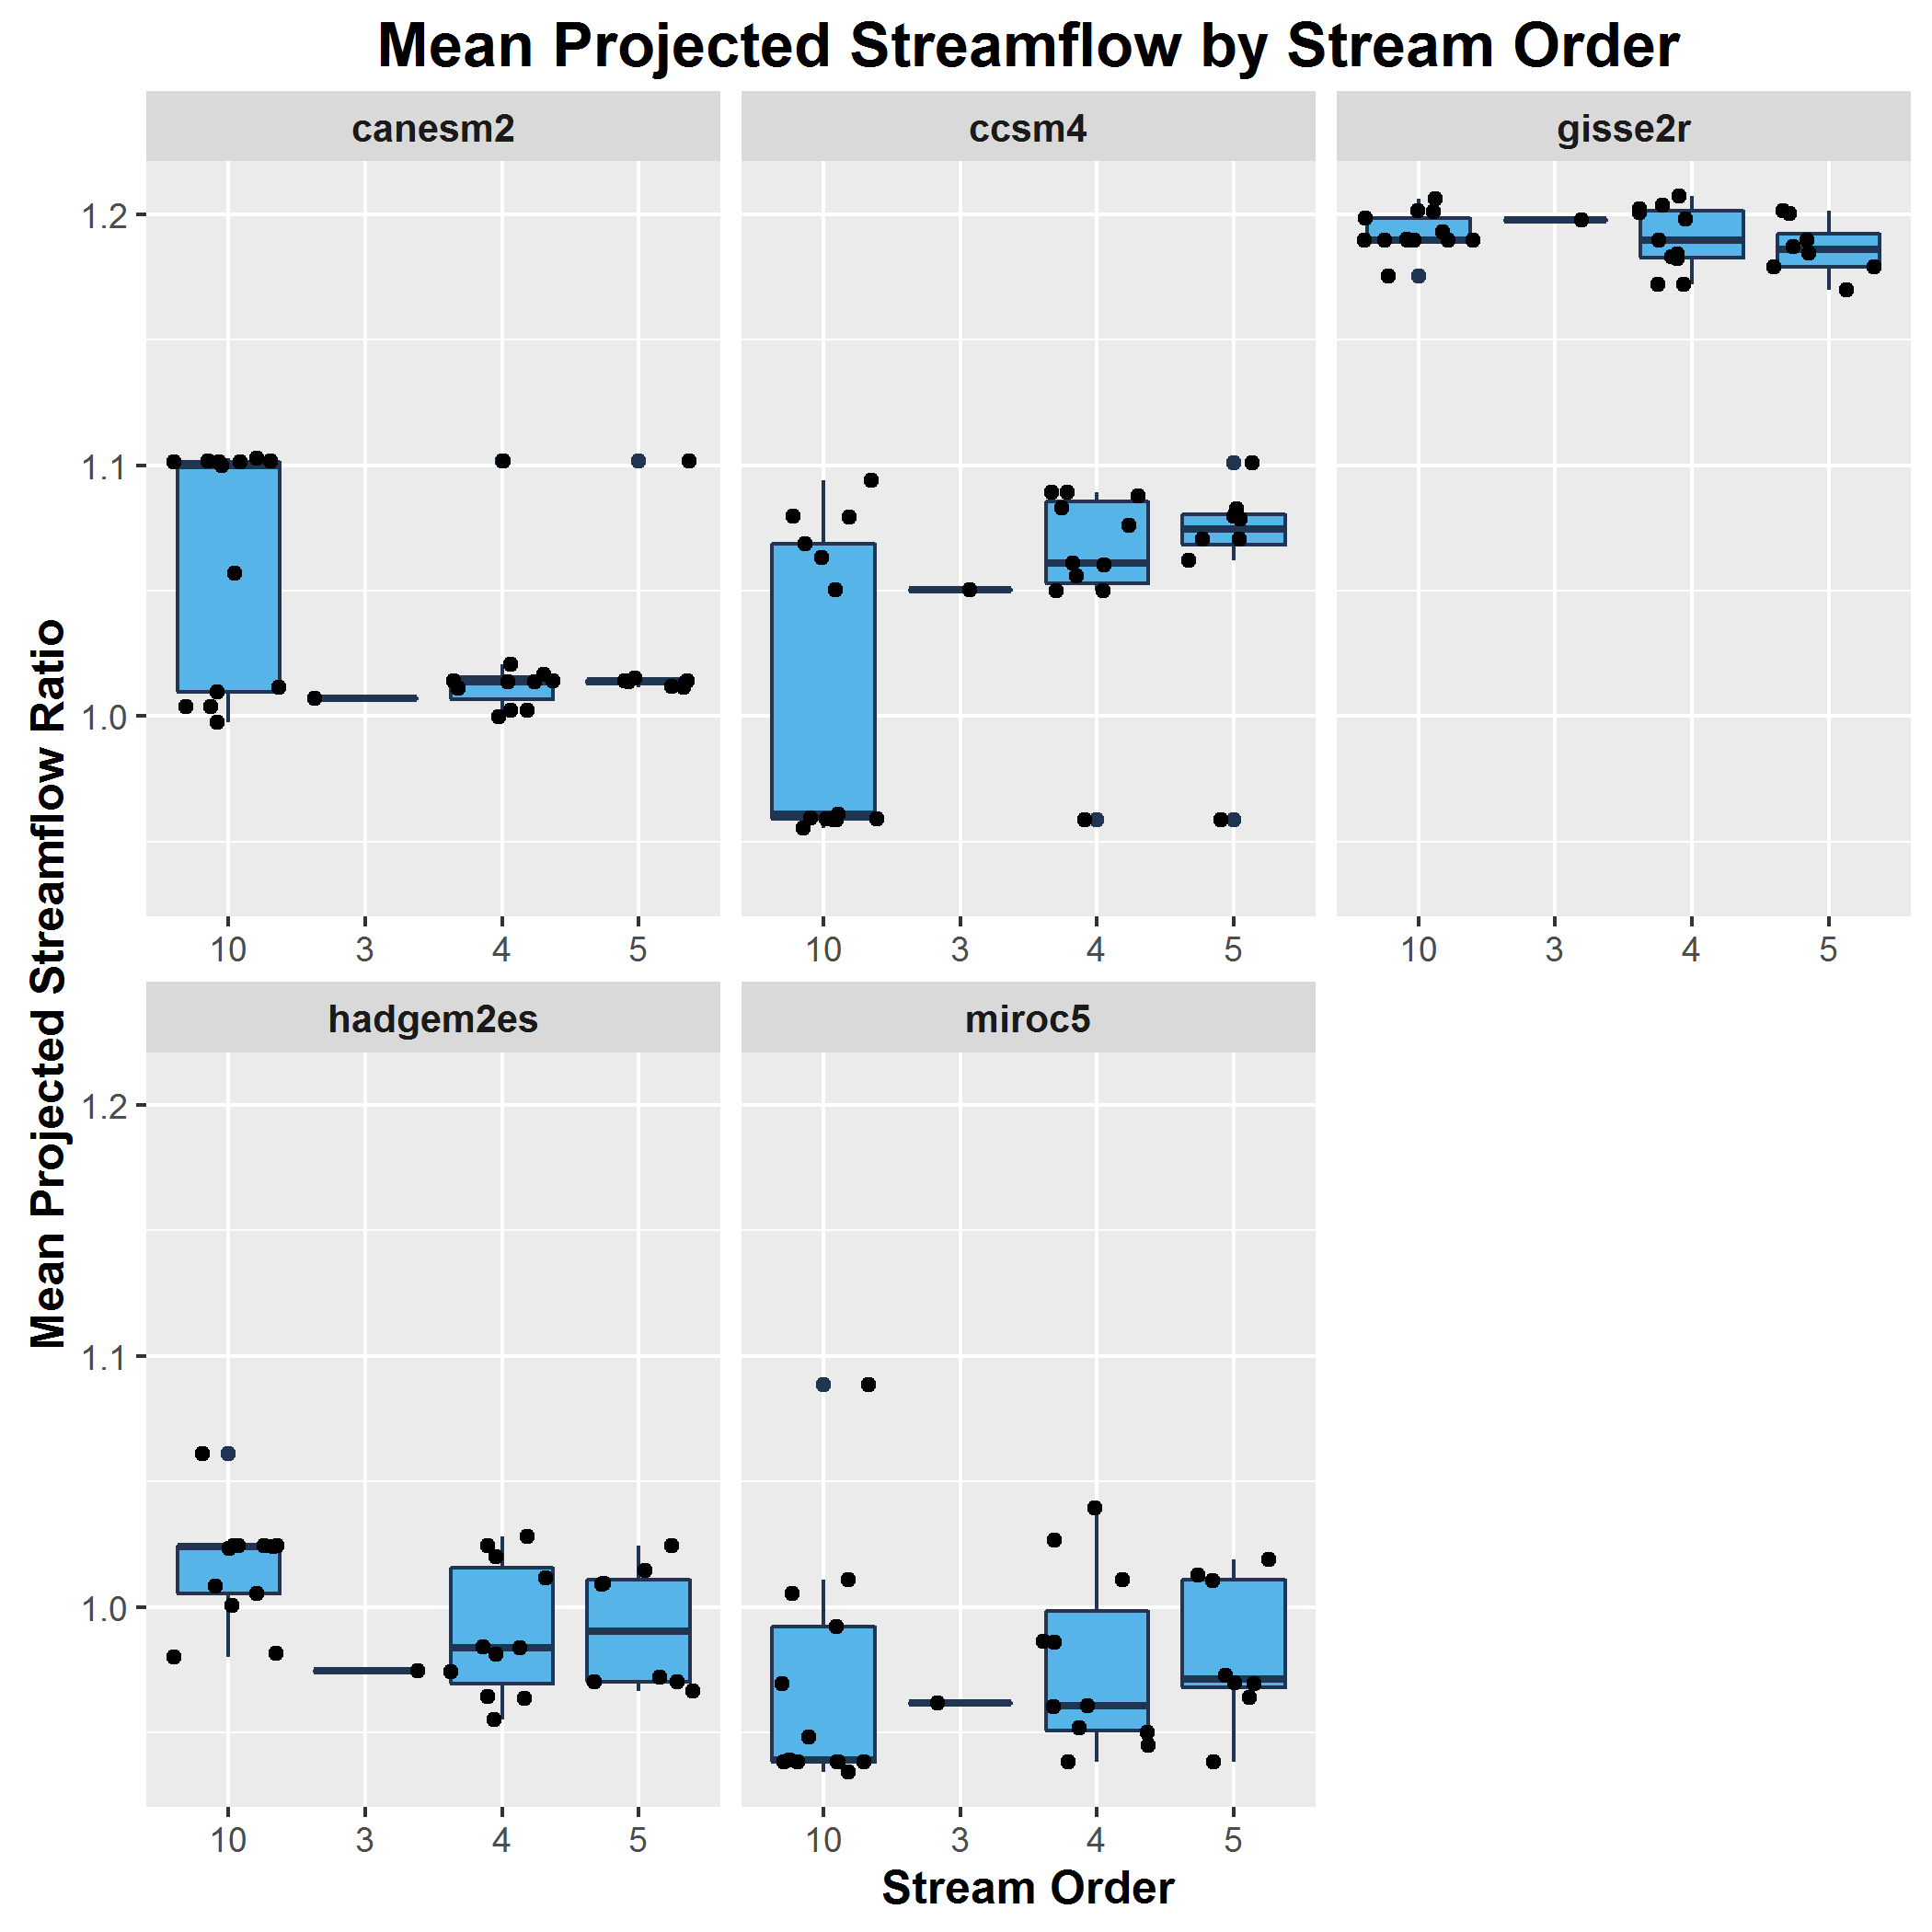 Mean Projected Streamflow by Stream Order
canesm2 ccsm4 gisse2r
1.2
1.1
1.0
10 3 4 5 10 3 4 5 10 3 4 5
Mean Projected Streamflow Ratio
hadgem2es miroc5
1.2
1.1
1.0
10 3 4 5 10 3 4 5
Stream Order